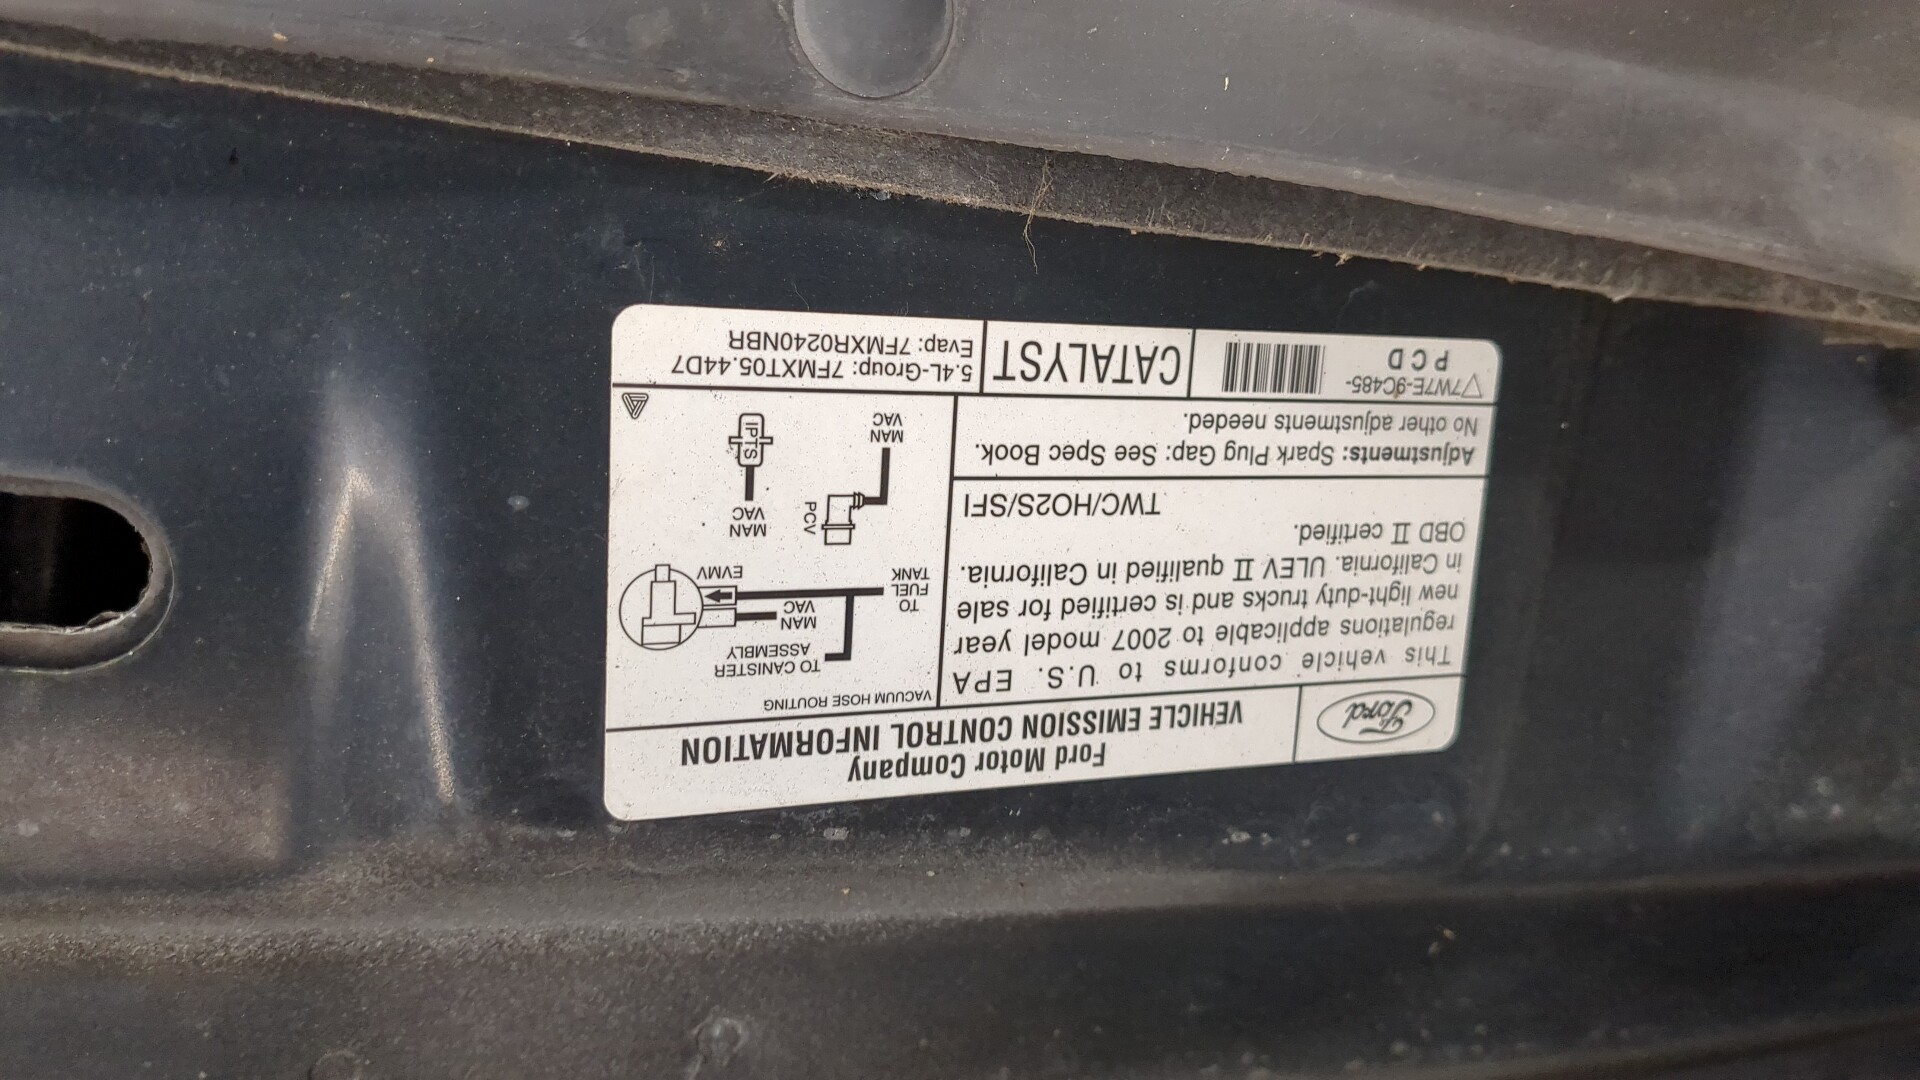 Ford
Ford Motor Company
VEHICLE EMISSION CONTROL INFORMATION
This vehicle conforms to U.S. EPA
regulations applicable to 2007 model year
new light-duty trucks and is certified for sale
in California. ULEV II qualified in California.
OBD II certified.
TWC/HO2S/SFI
Adjustments: Spark Plug Gap: See Spec Book.
No other adjustments needed.
VACUUM HOSE ROUTING
TO CANISTER
ASSEMBLY
MAN
VAC
TO
FUEL
TANK
EVMV
PCV
MAN
VAC
MAN
VAC
IPTS
7W7E-9C485-
PCD
CATALYST
5.4L-Group: 7FMXT05.44D7
Evap: 7FMXR0240NBR